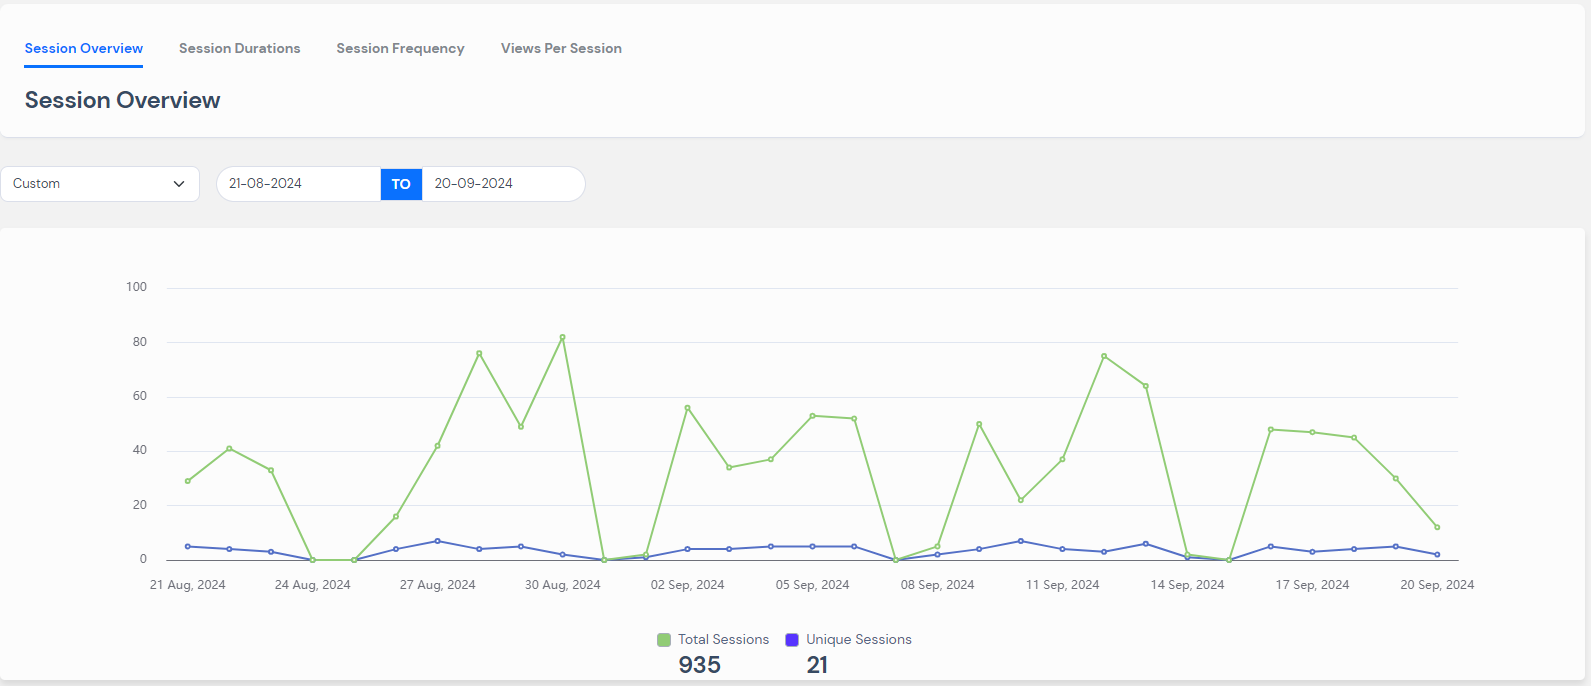 Session Overview Session Durations Session Frequency Views Per Session
Session Overview
Custom 21-08-2024 TO 20-09-2024
100
80
60
40
20
0
21 Aug, 2024 24 Aug, 2024 27 Aug, 2024 30 Aug, 2024 02 Sep, 2024 05 Sep, 2024 08 Sep, 2024 11 Sep, 2024 14 Sep, 2024 17 Sep, 2024 20 Sep, 2024
Total Sessions Unique Sessions
935 21